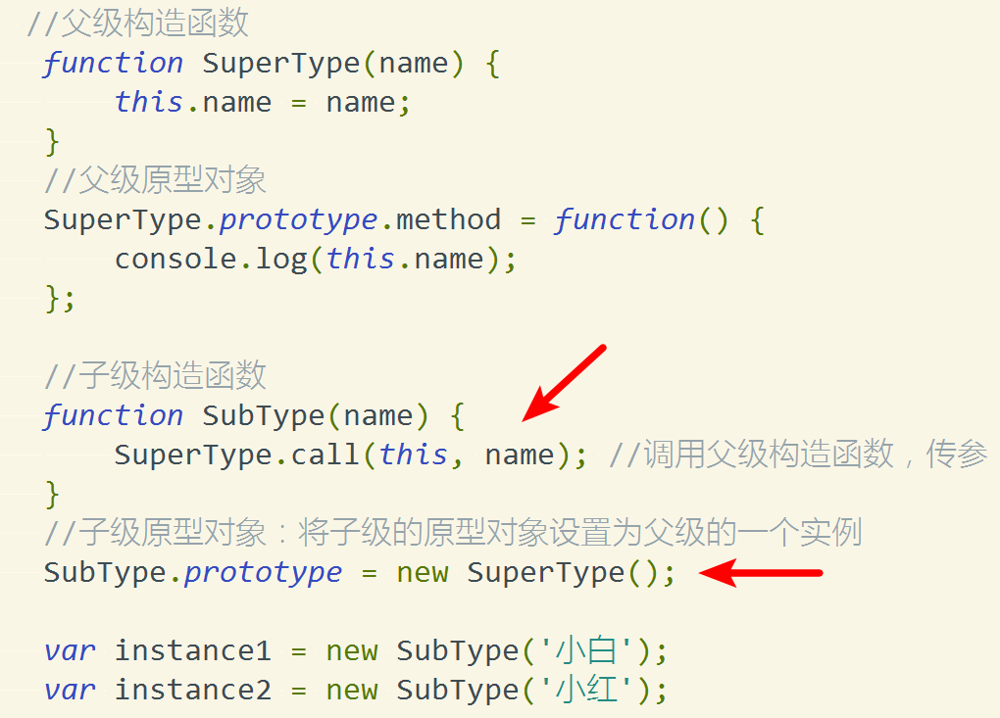 //父级构造函数
function SuperType(name) {
    this.name = name;
}
//父级原型对象
SuperType.prototype.method = function() {
    console.log(this.name);
};
//子级构造函数
function SubType(name) {
    SuperType.call(this, name); //调用父级构造函数，传参
}
//子级原型对象：将子级的原型对象设置为父级的一个实例
SubType.prototype = new SuperType();
var instance1 = new SubType('小白');
var instance2 = new SubType('小红');